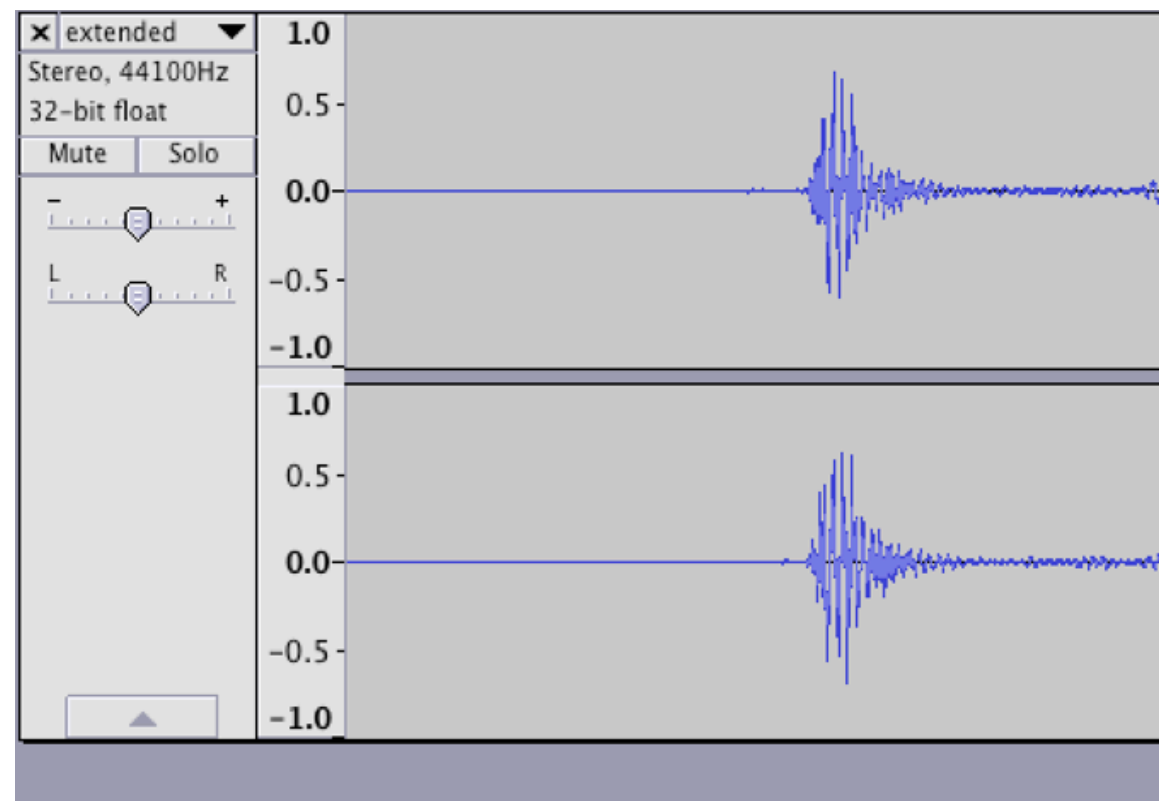 × extended ▼
Stereo, 44100Hz
32-bit float
Mute Solo
- +
L R
1.0
0.5
0.0
-0.5
-1.0
1.0
0.5
0.0
-0.5
-1.0